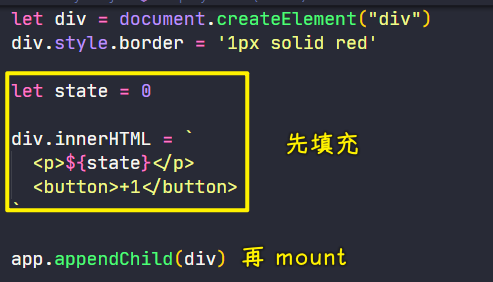 let div = document.createElement("div")
div.style.border = '1px solid red'
let state = 0
div.innerHTML = `
<p>${state}</p>
<button>+1</button>
`
先填充
app.appendChild(div) 再 mount